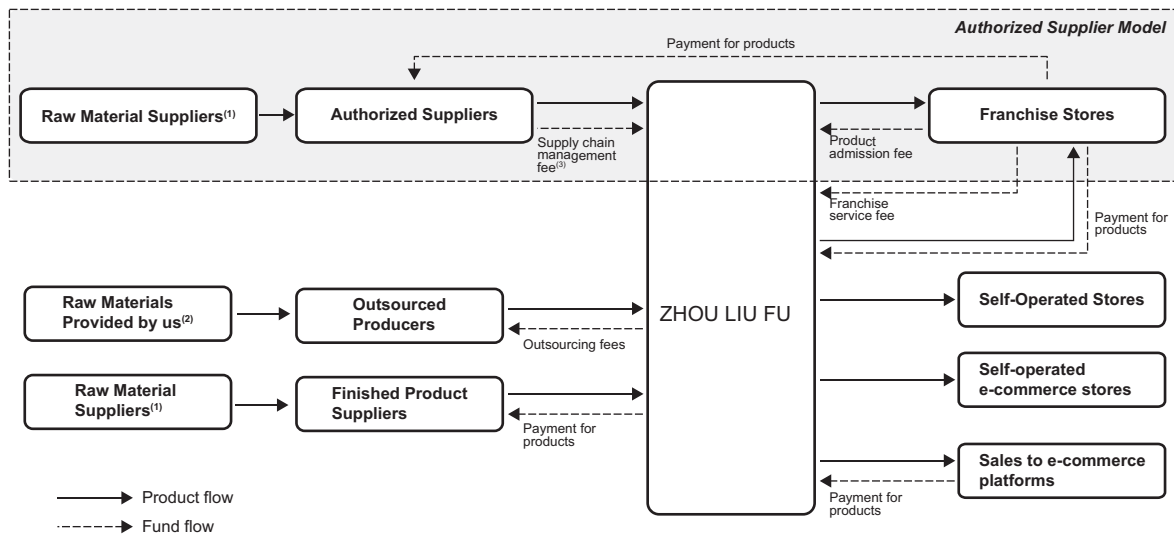 Authorized Supplier Model
Payment for products
Raw Material Suppliers(1)
Authorized Suppliers
Franchise Stores
Supply chain
management
fee(3)
Product
admission fee
Franchise
service fee
Payment for
products
Raw Materials
Provided by us(2)
Outsourced
Producers
Outsourcing fees
ZHOU LIU FU
Self-Operated Stores
Raw Material
Suppliers(1)
Finished Product
Suppliers
Payment for
products
Self-operated
e-commerce stores
Sales to e-commerce
platforms
Payment for
products
Product flow
Fund flow